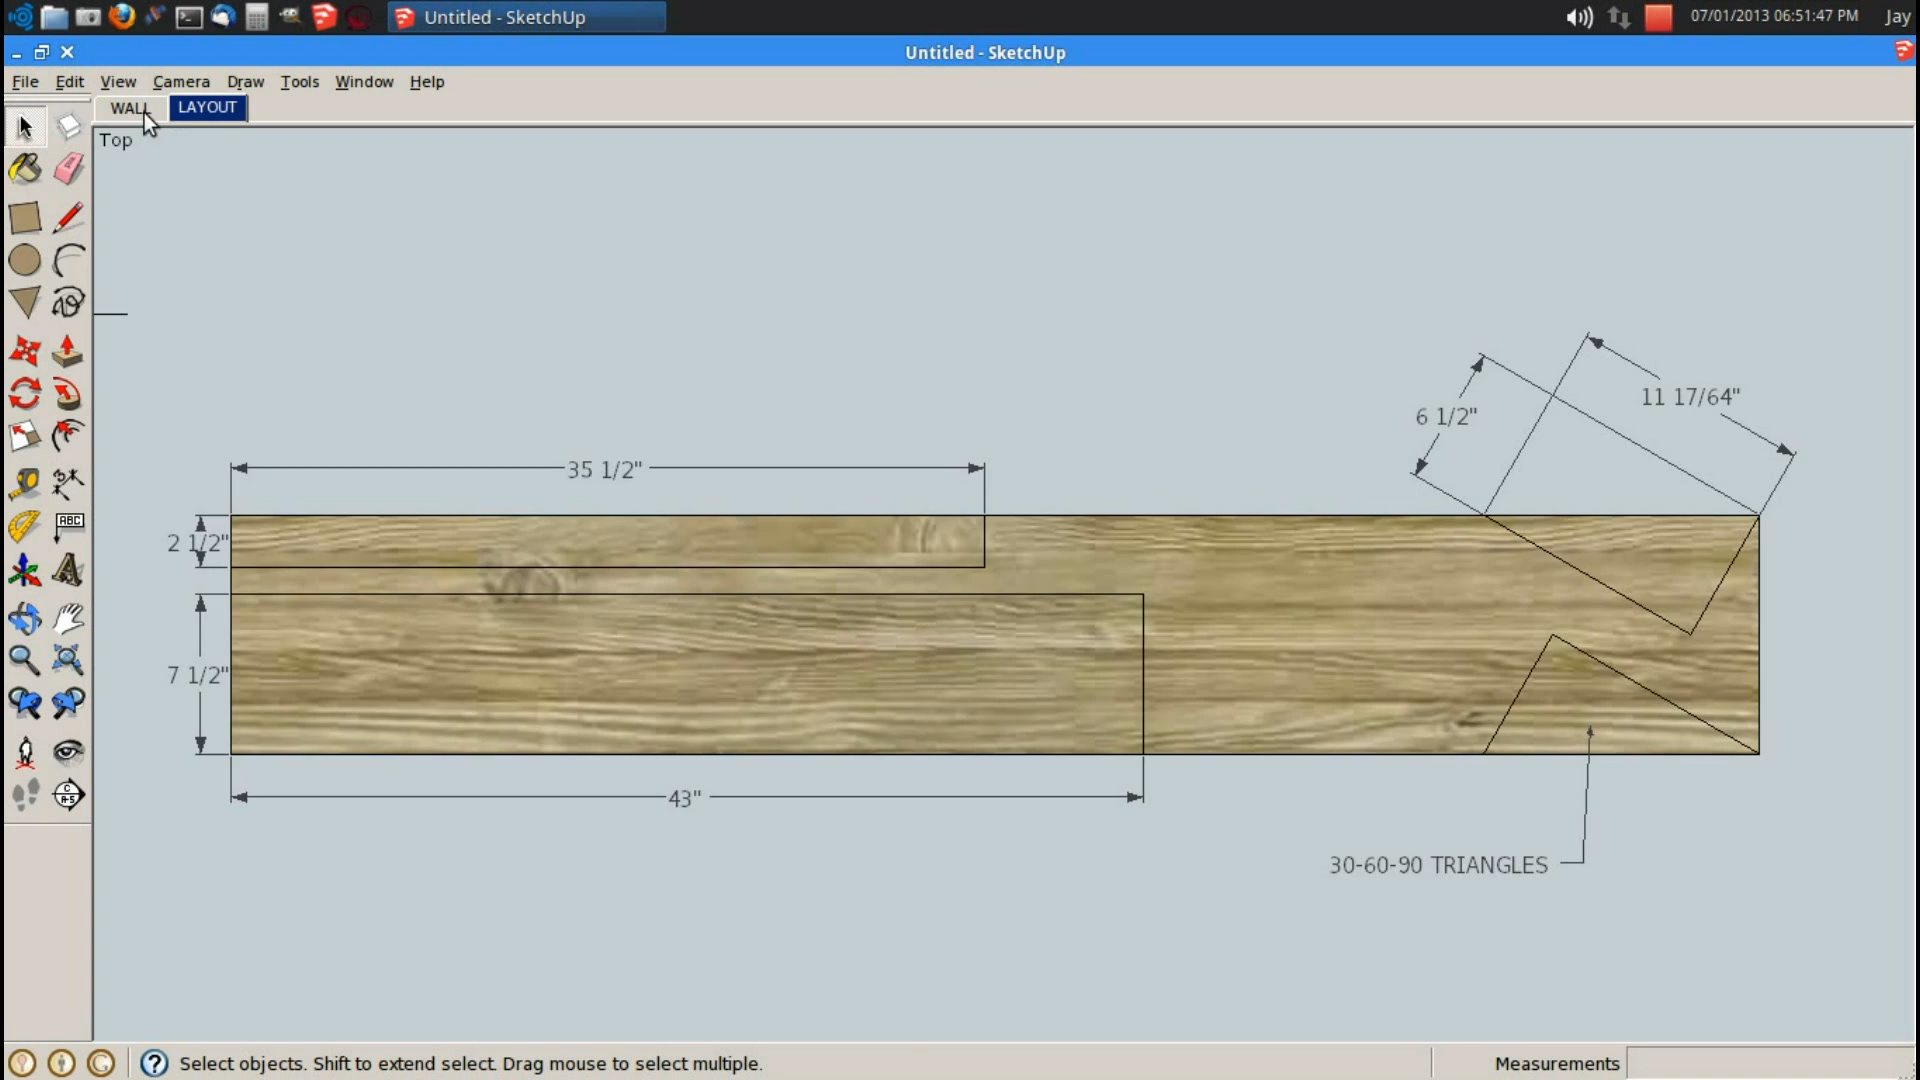 Untitled - SketchUp
07/01/2013 06:51:47 PM Jay
Untitled - SketchUp
File Edit View Camera Draw Tools Window Help
WALL LAYOUT
Top
ABC
A
11 17/64"
6 1/2"
35 1/2"
2 1/2"
7 1/2"
43"
30-60-90 TRIANGLES
Select objects. Shift to extend select. Drag mouse to select multiple.
Measurements